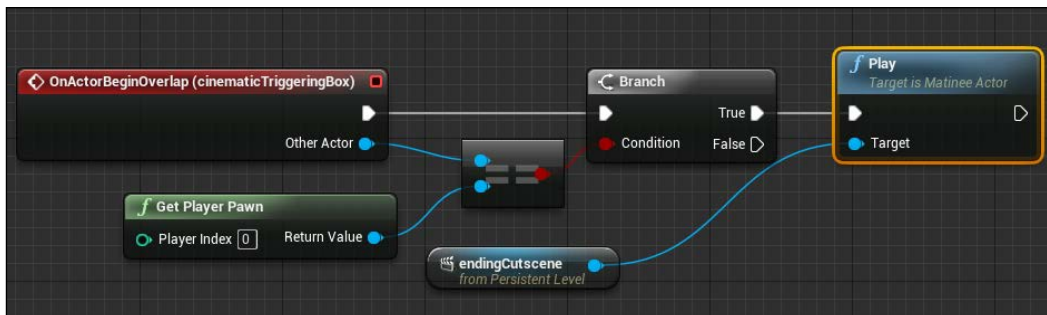 OnActorBeginOverlap (cinematicTriggeringBox)
Other Actor
Branch
True
Condition
False
f Play
Target is Matinee Actor
Target
==
f Get Player Pawn
Player Index 0
Return Value
endingCutscene
from Persistent Level